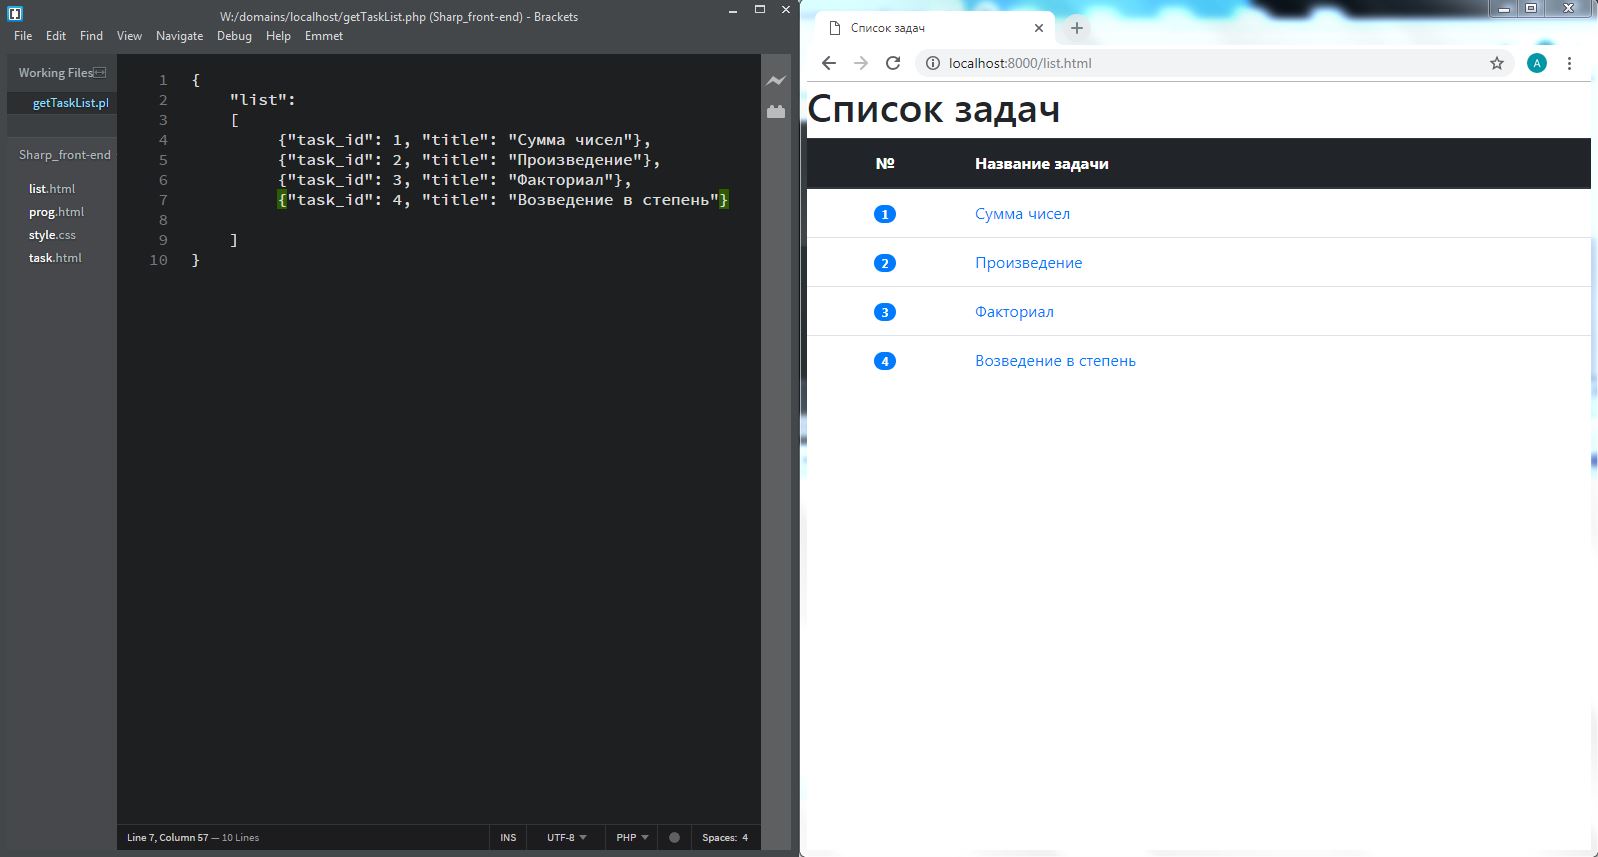 W:/domains/localhost/getTaskList.php (Sharp_front-end) - Brackets
File Edit Find View Navigate Debug Help Emmet
Working Files
getTaskList.pl
Sharp_front-end
list.html
prog.html
style.css
task.html
1 {
2 "list":
3 [
4 {"task_id": 1, "title": "Сумма чисел"},
5 {"task_id": 2, "title": "Произведение"},
6 {"task_id": 3, "title": "Факториал"},
7 {"task_id": 4, "title": "Возведение в степень"}
8
9 ]
10 }
Line 7, Column 57 — 10 Lines
INS
UTF-8
PHP
Spaces: 4
Список задач
localhost:8000/list.html
A
Список задач
№ Название задачи
1 Сумма чисел
2 Произведение
3 Факториал
4 Возведение в степень